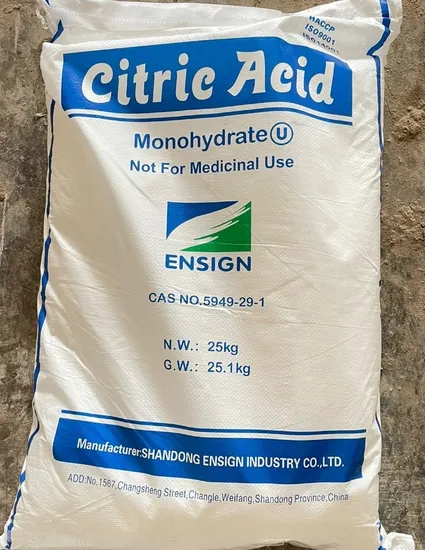 HACCP
ISO9001
Citric Acid
Monohydrate U
Not For Medicinal Use
ENSIGN
CAS NO.5949-29-1
N.W.: 25kg
G.W.: 25.1kg
Manufacturer:SHANDONG ENSIGN INDUSTRY CO.,LTD.
ADD:No.1567,Changsheng Street,Changle,Weifang,Shandong Province,China